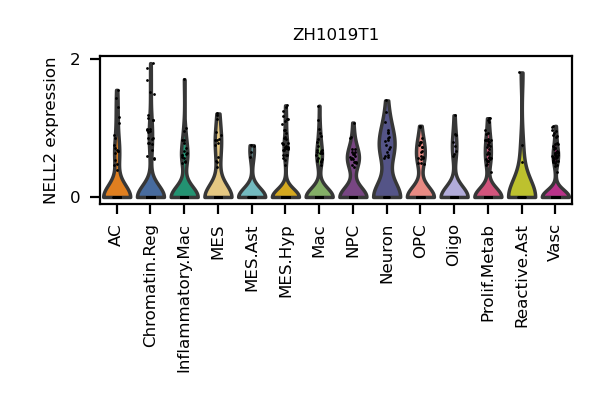 ZH1019T1
NELL2 expression
2
0
AC
Chromatin.Reg
Inflammatory.Mac
MES
MES.Ast
MES.Hyp
Mac
NPC
Neuron
OPC
Oligo
Prolif.Metab
Reactive.Ast
Vasc